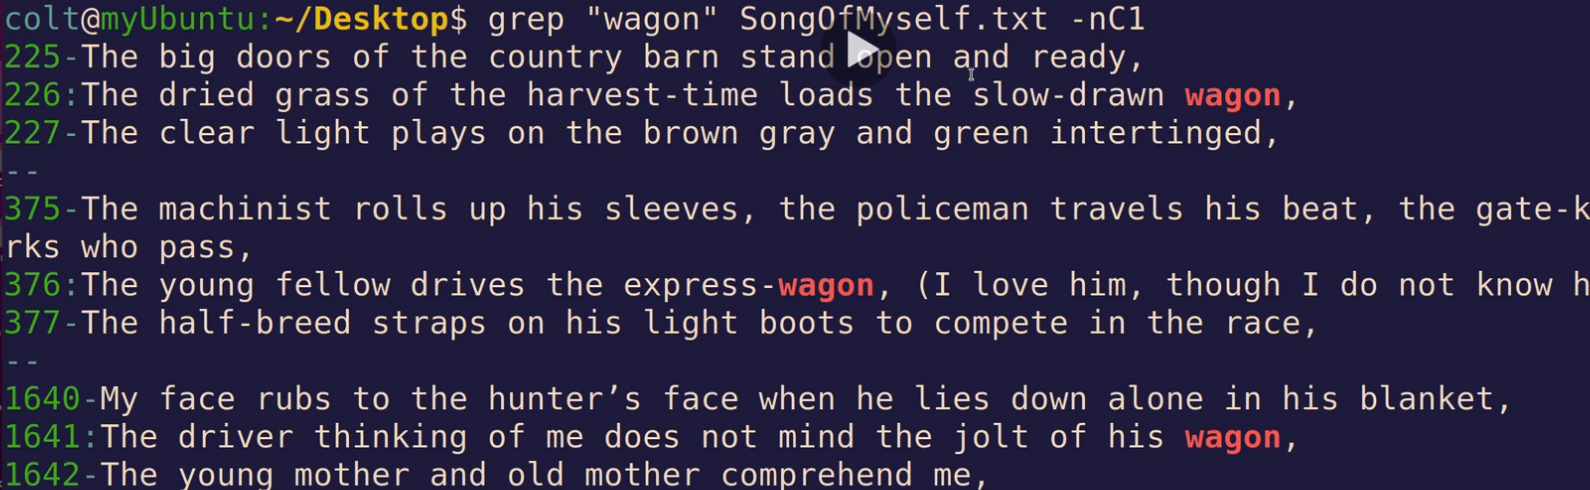 colt@myUbuntu:~/Desktop$ grep "wagon" SongOfMyself.txt -nC1
225-The big doors of the country barn stand open and ready,
226:The dried grass of the harvest-time loads the slow-drawn wagon,
227-The clear light plays on the brown gray and green intertinged,
--
375-The machinist rolls up his sleeves, the policeman travels his beat, the gate-k
rks who pass,
376:The young fellow drives the express-wagon, (I love him, though I do not know h
377-The half-breed straps on his light boots to compete in the race,
--
1640-My face rubs to the hunter’s face when he lies down alone in his blanket,
1641:The driver thinking of me does not mind the jolt of his wagon,
1642-The young mother and old mother comprehend me,